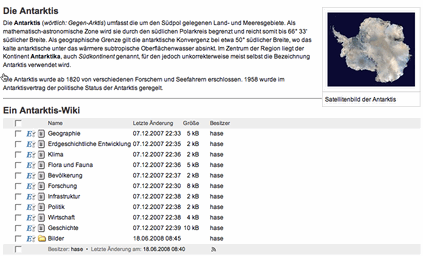 Die Antarktis
Die Antarktis (wörtlich: Gegen-Arktis) umfasst die um den Südpol gelegenen Land- und Meeresgebiete. Als
mathematisch-astronomische Zone wird sie durch den südlichen Polarkreis begrenzt und reicht somit bis 66° 33'
südlicher Breite. Als geographische Grenze gilt die antarktische Konvergenz bei etwa 50° südlicher Breite, wo das
kalte antarktische unter das wärmere subtropische Oberflächenwasser absinkt. Im Zentrum der Region liegt der
Kontinent Antarktika, auch Südkontinent genannt, für den jedoch unkorrekterweise meist selbst die Bezeichnung
Antarktis verwendet wird.
Die Antarktis wurde ab 1820 von verschiedenen Forschern und Seefahrern erschlossen. 1958 wurde im
Antarktisvertrag der politische Status der Antarktis geregelt.
Satellitenbild der Antarktis
Ein Antarktis-Wiki
Name Letzte Änderung Größe Besitzer
Geographie 07.12.2007 22:33 5 kB hase
Erdgeschichtliche Entwicklung 07.12.2007 22:35 2 kB hase
Klima 07.12.2007 22:36 2 kB hase
Flora und Fauna 07.12.2007 22:36 5 kB hase
Bevölkerung 07.12.2007 22:37 2 kB hase
Forschung 07.12.2007 22:30 8 kB hase
Infrastruktur 07.12.2007 22:38 2 kB hase
Politik 07.12.2007 22:38 2 kB hase
Wirtschaft 07.12.2007 22:38 4 kB hase
Geschichte 07.12.2007 22:39 10 kB hase
Bilder 18.06.2008 08:45 hase
Besitzer: hase • Letzte Änderung am: 18.06.2008 08:40